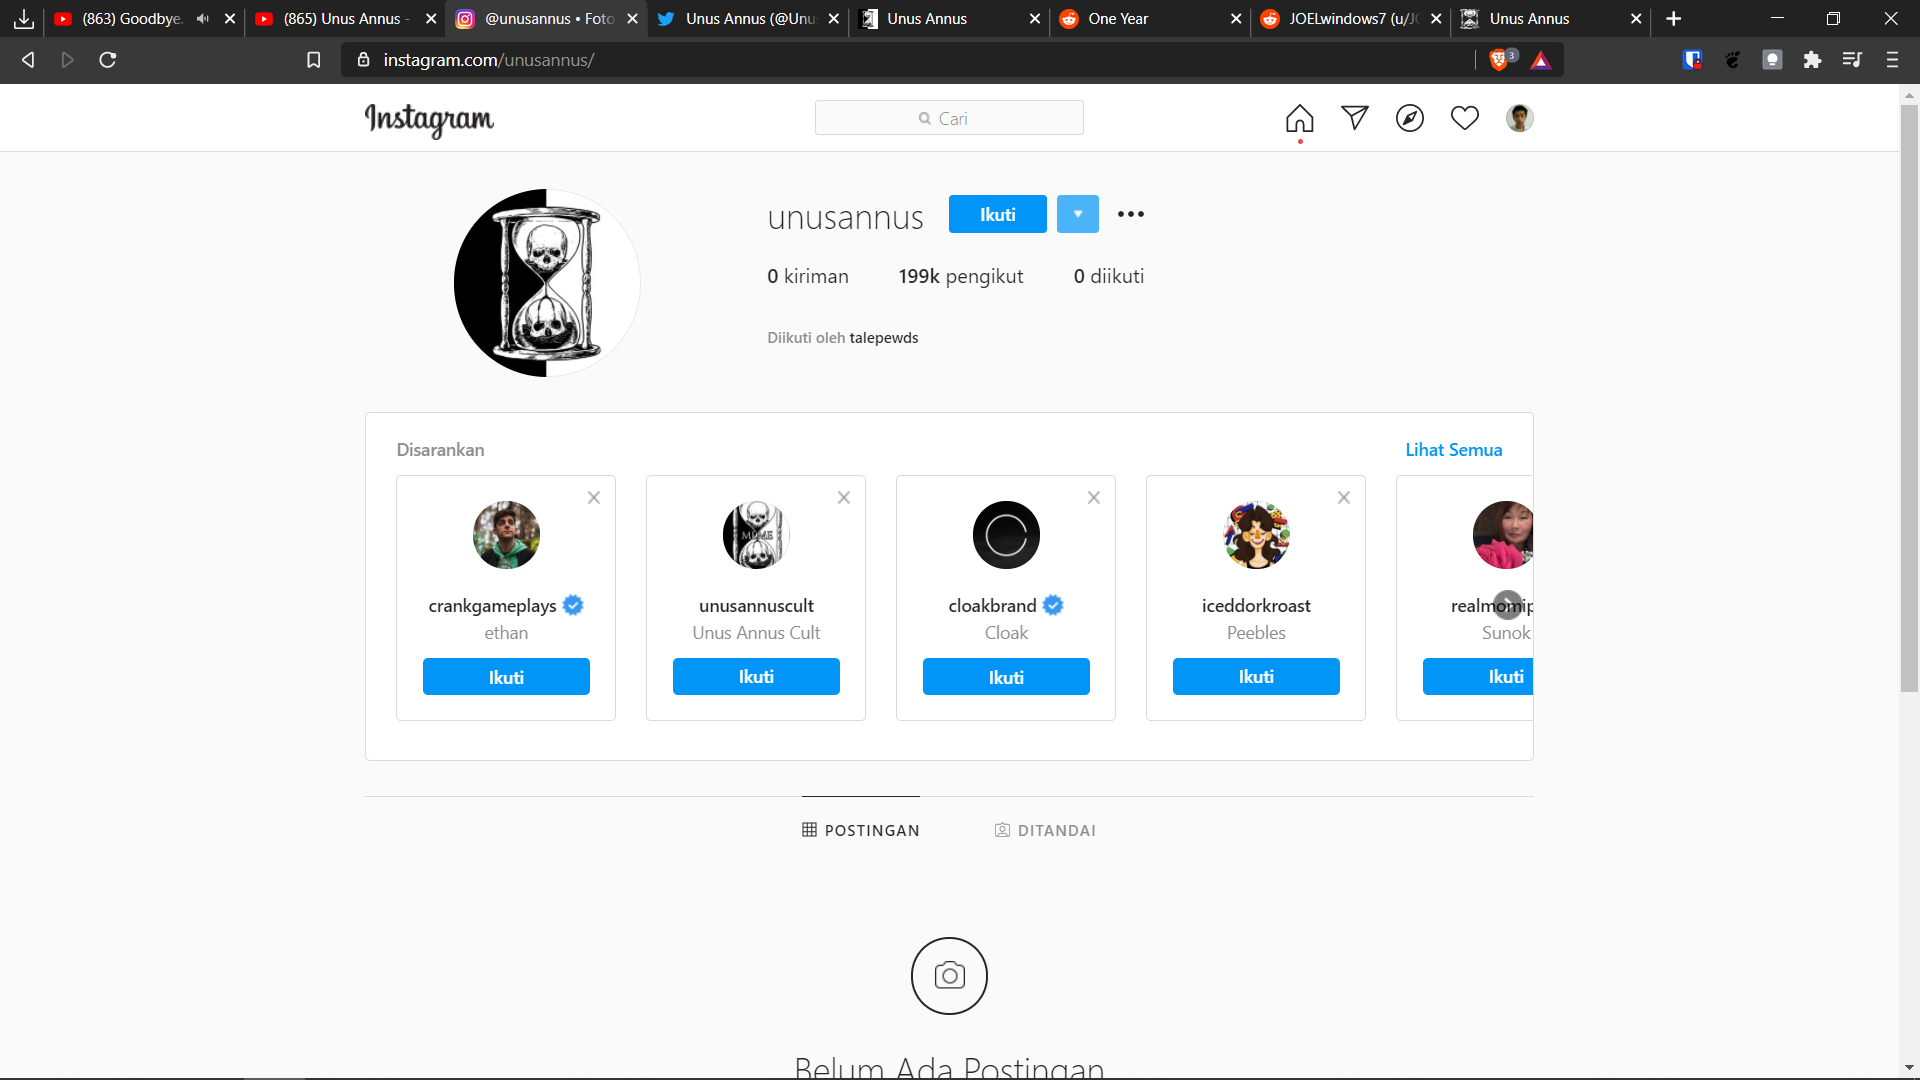 (863) Goodbye.
(865) Unus Annus -
@unusannus • Foto
Unus Annus (@Unu
Unus Annus
One Year
JOELwindows7 (u/JO
Unus Annus
instagram.com/unusannus/
3
Instagram
Cari
unusannus
Ikuti
0 kiriman
199k pengikut
0 diikuti
Diikuti oleh talepewds
Disarankan
Lihat Semua
MEME
crankgameplays
unusannuscult
cloakbrand
iceddorkroast
realmomip
ethan
Unus Annus Cult
Cloak
Peebles
Sunok
Ikuti
Ikuti
Ikuti
Ikuti
Ikuti
POSTINGAN
DITANDAI
Belum Ada Postingan